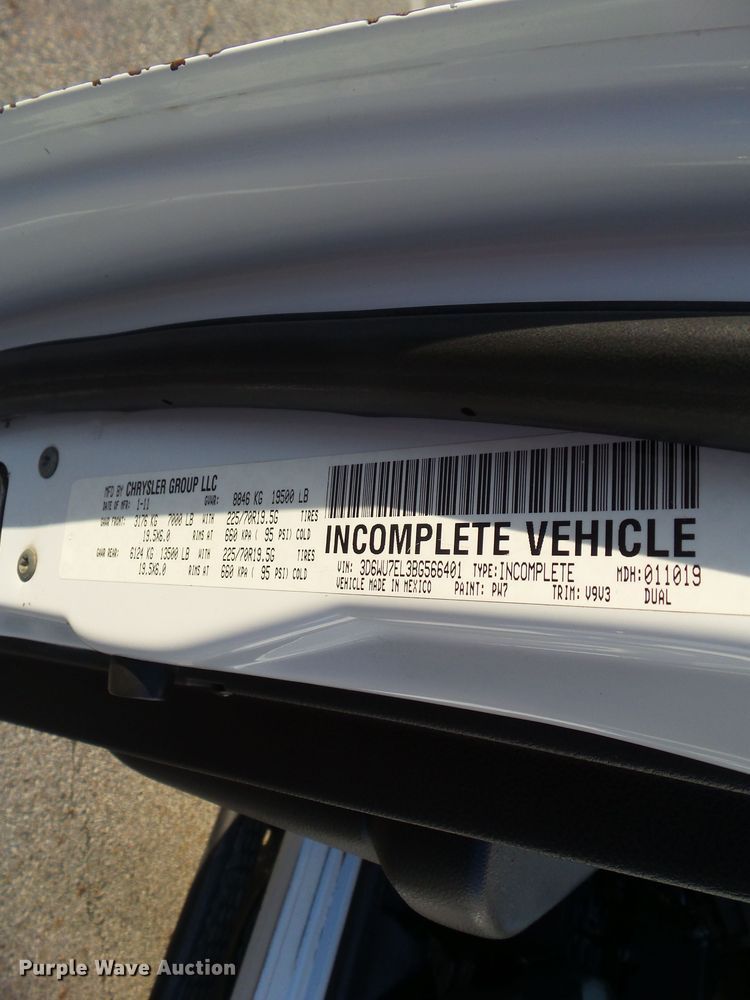 MFD BY CHRYSLER GROUP LLC
DATE OF MFR: 1-11 GVWR: 8846 KG 19500 LB
GAWR FRONT: 3176 KG 7000 LB WITH 225/70R19.5G TIRES
19.5X6.0 RIMS AT 660 KPA ( 95 PSI) COLD
GAWR REAR: 6124 KG 13500 LB WITH 225/70R19.5G TIRES
19.5X6.0 RIMS AT 660 KPA ( 95 PSI) COLD
INCOMPLETE VEHICLE
VIN: 3D6WU7EL3BG566401 TYPE: INCOMPLETE MDH: 011019
VEHICLE MADE IN MEXICO PAINT: PW7 TRIM: V9V3 DUAL
Purple Wave Auction